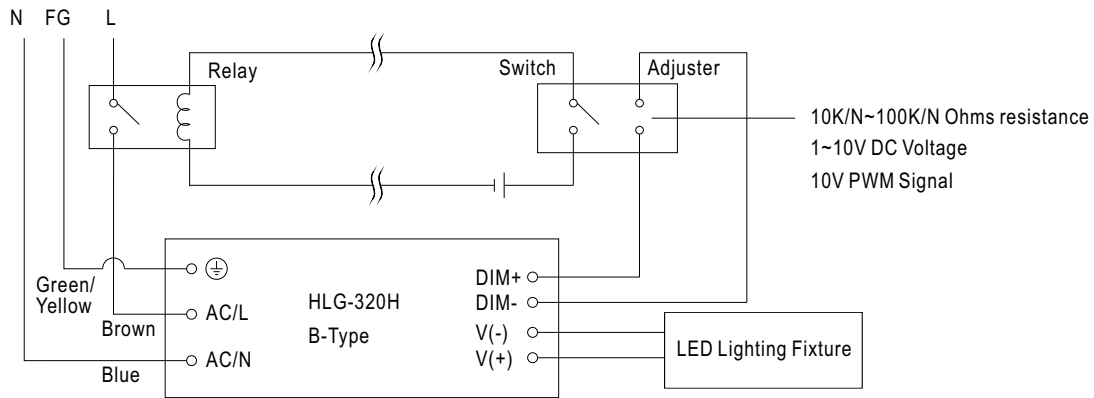 N FG L
Relay
Switch
Adjuster
10K/N~100K/N Ohms resistance
1~10V DC Voltage
10V PWM Signal
Green/
Yellow
Brown
Blue
AC/L
AC/N
HLG-320H
B-Type
DIM+
DIM-
V(-)
V(+)
LED Lighting Fixture